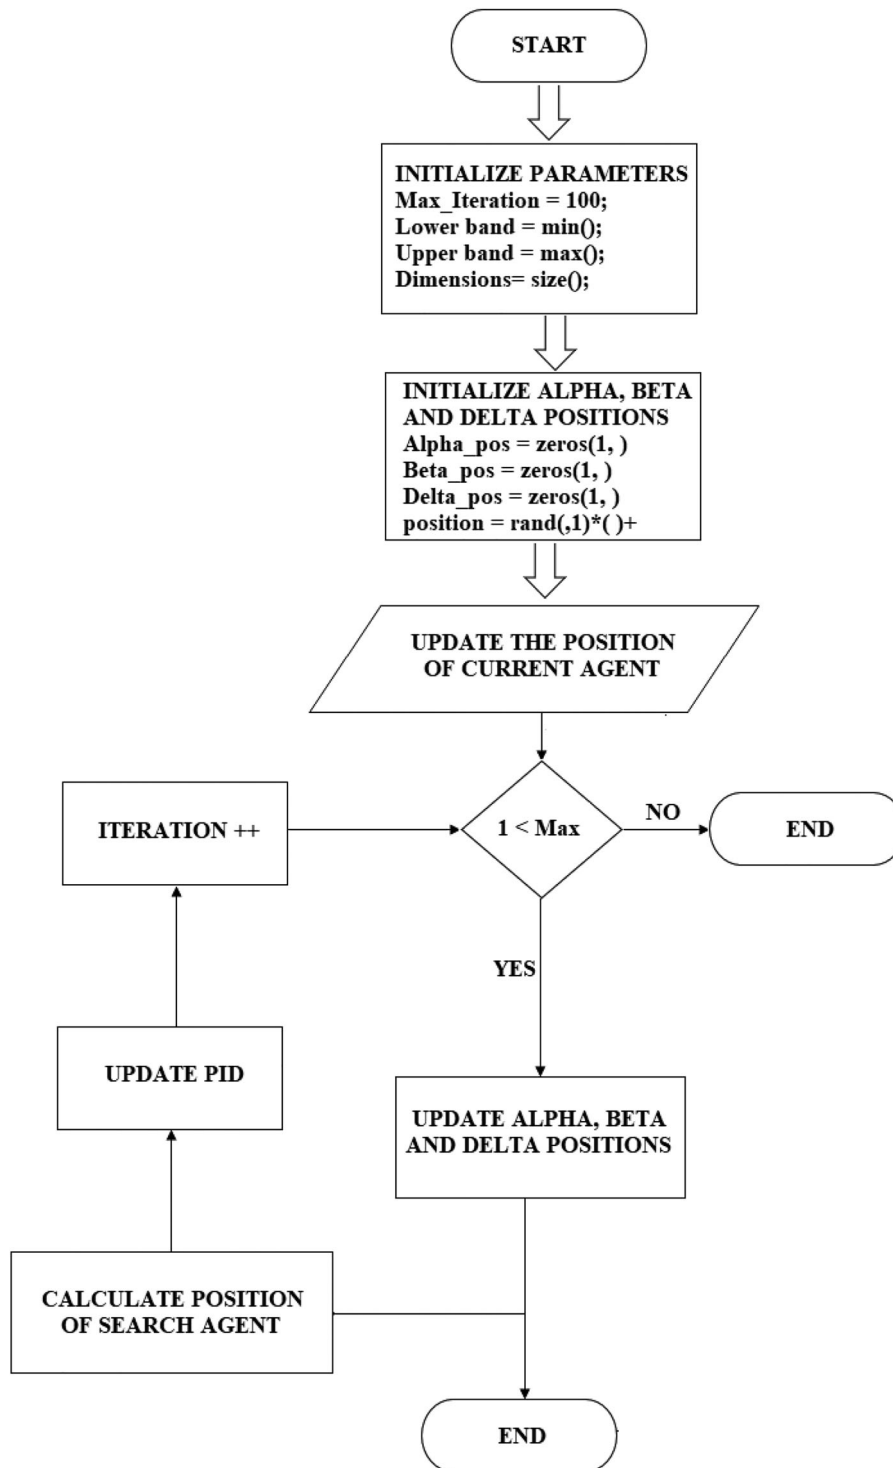 START
INITIALIZE PARAMETERS
Max_Iteration = 100;
Lower band = min();
Upper band = max();
Dimensions= size();
INITIALIZE ALPHA, BETA
AND DELTA POSITIONS
Alpha_pos = zeros(1, )
Beta_pos = zeros(1, )
Delta_pos = zeros(1, )
position = rand(,1)*( )+
UPDATE THE POSITION
OF CURRENT AGENT
ITERATION ++
1 < Max
NO
END
YES
UPDATE PID
UPDATE ALPHA, BETA
AND DELTA POSITIONS
CALCULATE POSITION
OF SEARCH AGENT
END